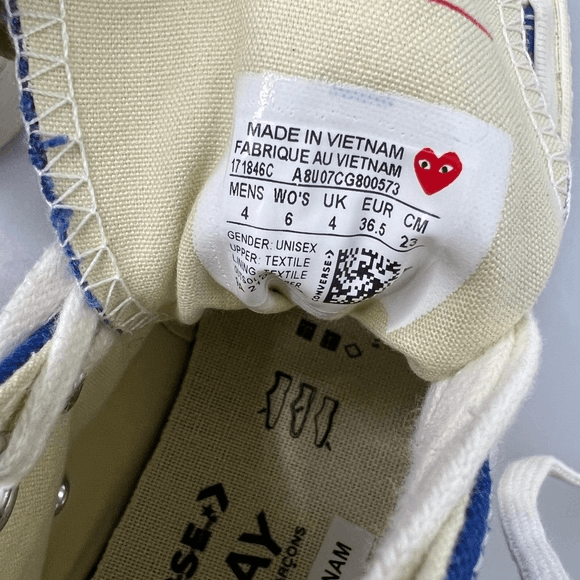 MADE IN VIETNAM
FABRIQUE AU VIETNAM
171846C A8U07CG800573
MENS WO'S UK EUR CM
4 6 4 36.5 23
GENDER: UNISEX
UPPER: TEXTILE
LINING: TEXTILE
CONVERSE